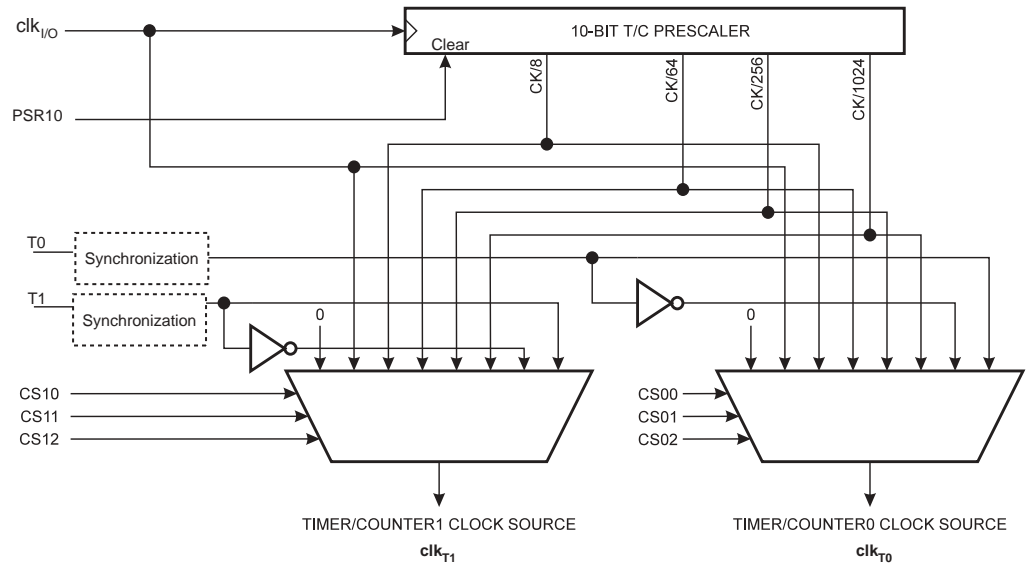 clkI/O
10-BIT T/C PRESCALER
Clear
CK/8
CK/64
CK/256
CK/1024
PSR10
T0
Synchronization
T1
Synchronization
0
0
CS10
CS11
CS12
CS00
CS01
CS02
TIMER/COUNTER1 CLOCK SOURCE
clkT1
TIMER/COUNTER0 CLOCK SOURCE
clkT0